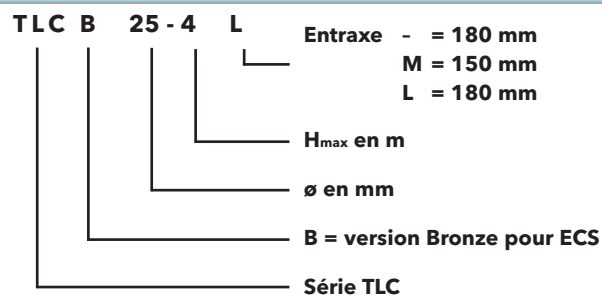 TLC B 25 - 4 L
Entraxe - = 180 mm
M = 150 mm
L = 180 mm
Hmax en m
ø en mm
B = version Bronze pour ECS
Série TLC